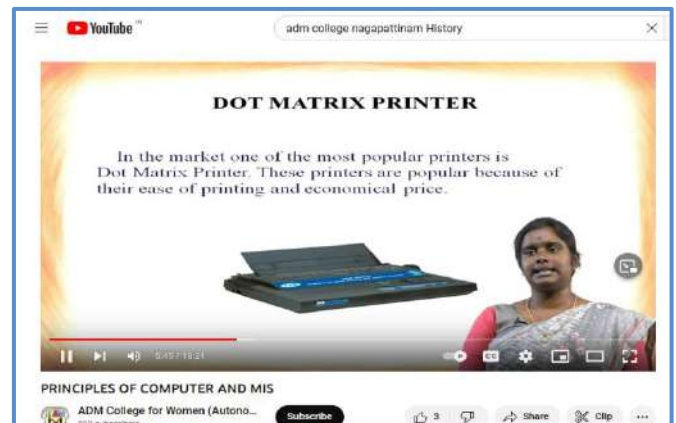 YouTube IN
adm college nagapattinam History
DOT MATRIX PRINTER
In the market one of the most popular printers is
Dot Matrix Printer. These printers are popular because of
their ease of printing and economical price.
PRINCIPLES OF COMPUTER AND MIS
ADM College for Women (Autono...
Subscribe
3
Share
Clip